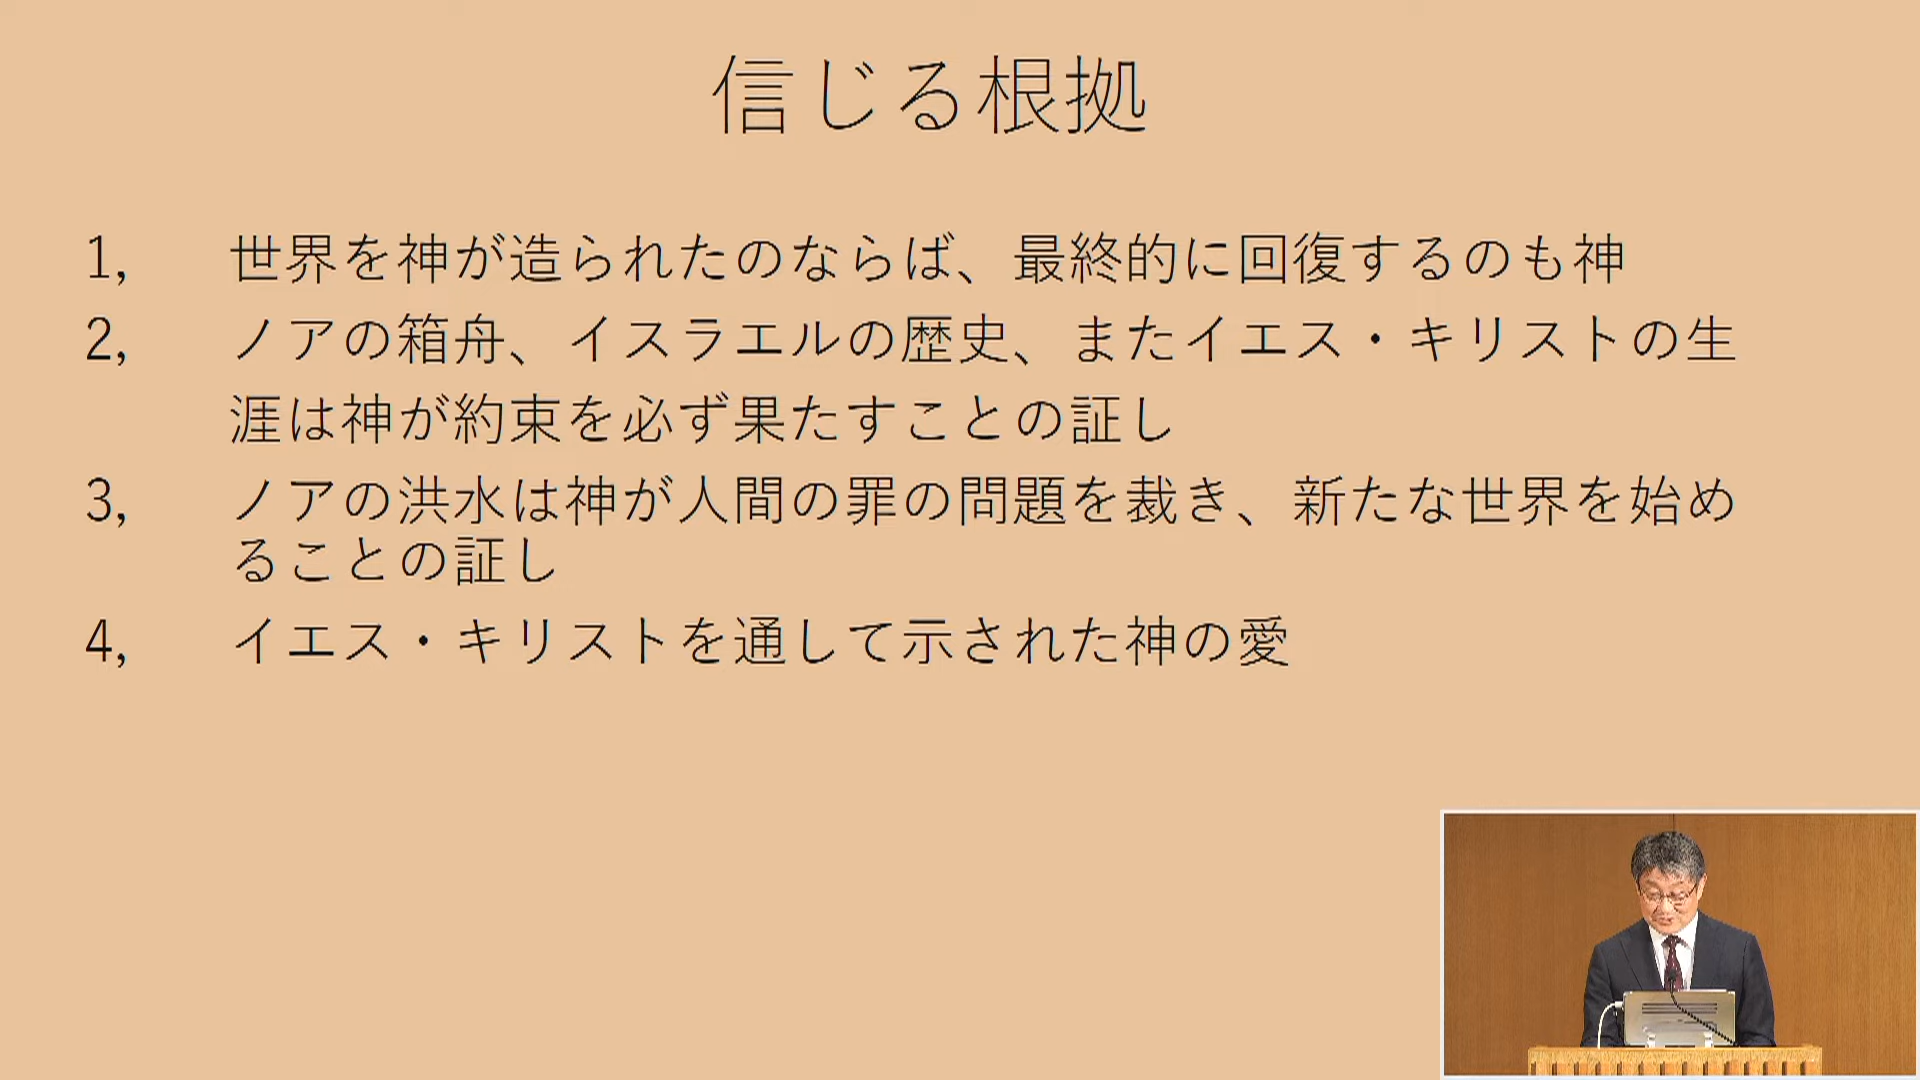 信じる根拠
1, 世界を神が造られたのならば、最終的に回復するのも神
2, ノアの箱舟、イスラエルの歴史、またイエス・キリストの生
涯は神が約束を必ず果たすことの証し
3, ノアの洪水は神が人間の罪の問題を裁き、新たな世界を始め
ることの証し
4, イエス・キリストを通して示された神の愛